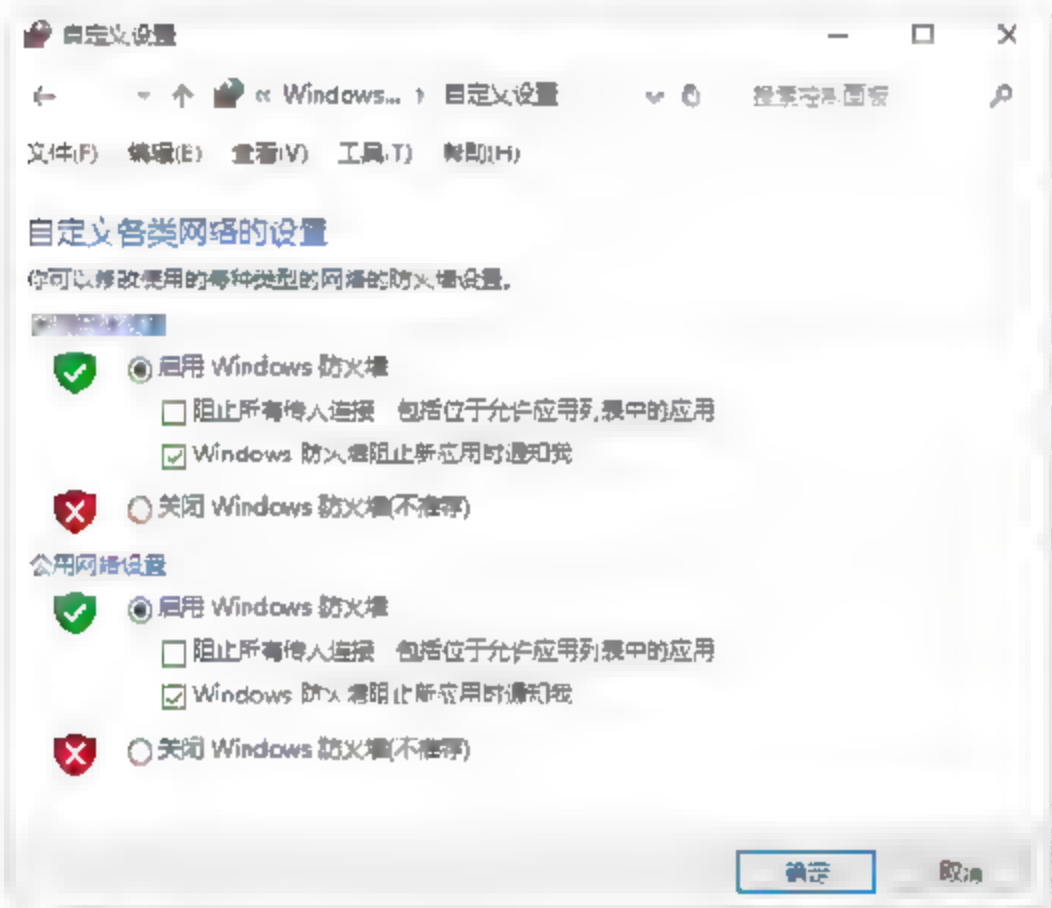 自定义设置
« Windows... › 自定义设置 搜索控制面板
文件(F) 编辑(E) 查看(V) 工具(T) 帮助(H)
自定义各类网络的设置
你可以修改使用的每种类型的网络的防火墙设置。
启用 Windows 防火墙
阻止所有传入连接 包括位于允许应用列表中的应用
Windows 防火墙阻止新应用时通知我
关闭 Windows 防火墙(不推荐)
公用网络设置
启用 Windows 防火墙
阻止所有传入连接 包括位于允许应用列表中的应用
Windows 防火墙阻止新应用时通知我
关闭 Windows 防火墙(不推荐)
确定 取消